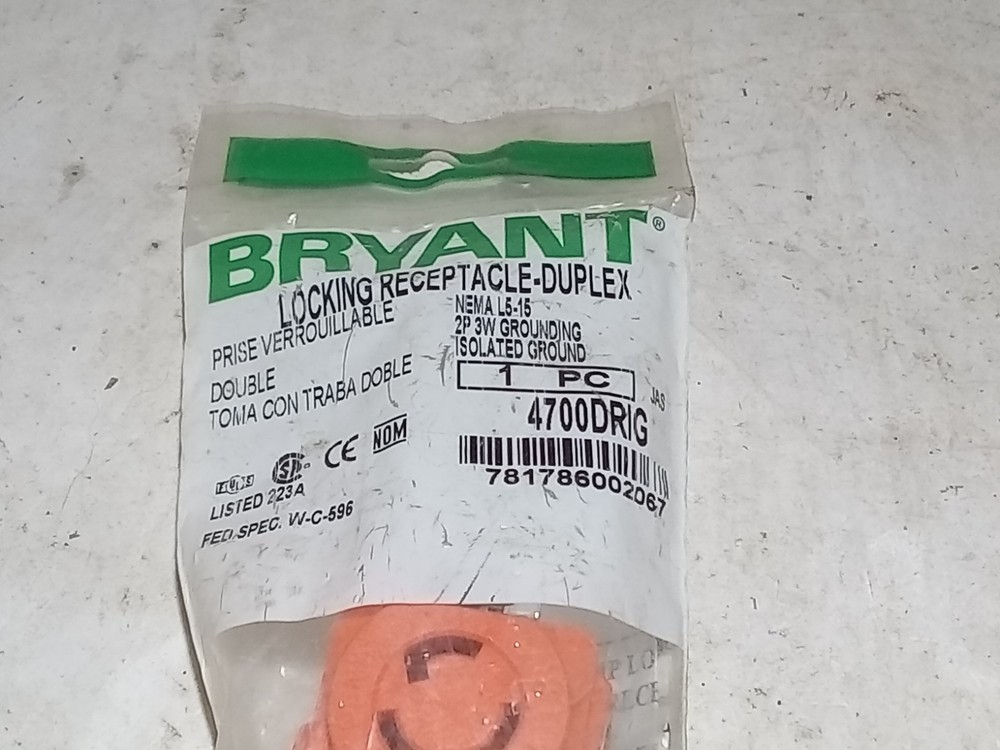 BRYANT®
LOCKING RECEPTACLE-DUPLEX
PRISE VERROUILLABLE
DOUBLE
TOMA CON TRABA DOBLE
NEMA L5-15
2P 3W GROUNDING
ISOLATED GROUND
1 PC
JAS
4700DRIG
781786002067
CE NOM
LISTED 223A
FED. SPEC. W-C-596